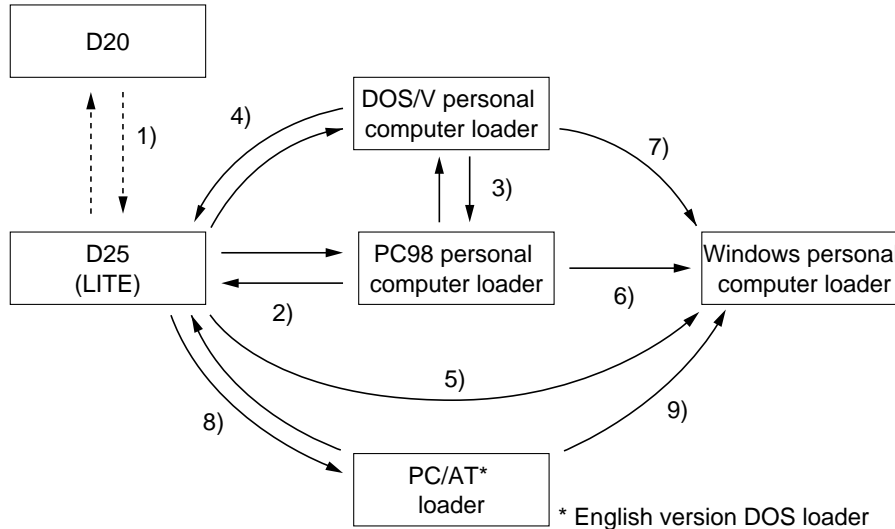 D20
1)
4)
DOS/V personal
computer loader
7)
3)
D25
(LITE)
PC98 personal
computer loader
Windows persona
computer loader
2)
6)
5)
8)
9)
PC/AT*
loader
* English version DOS loader